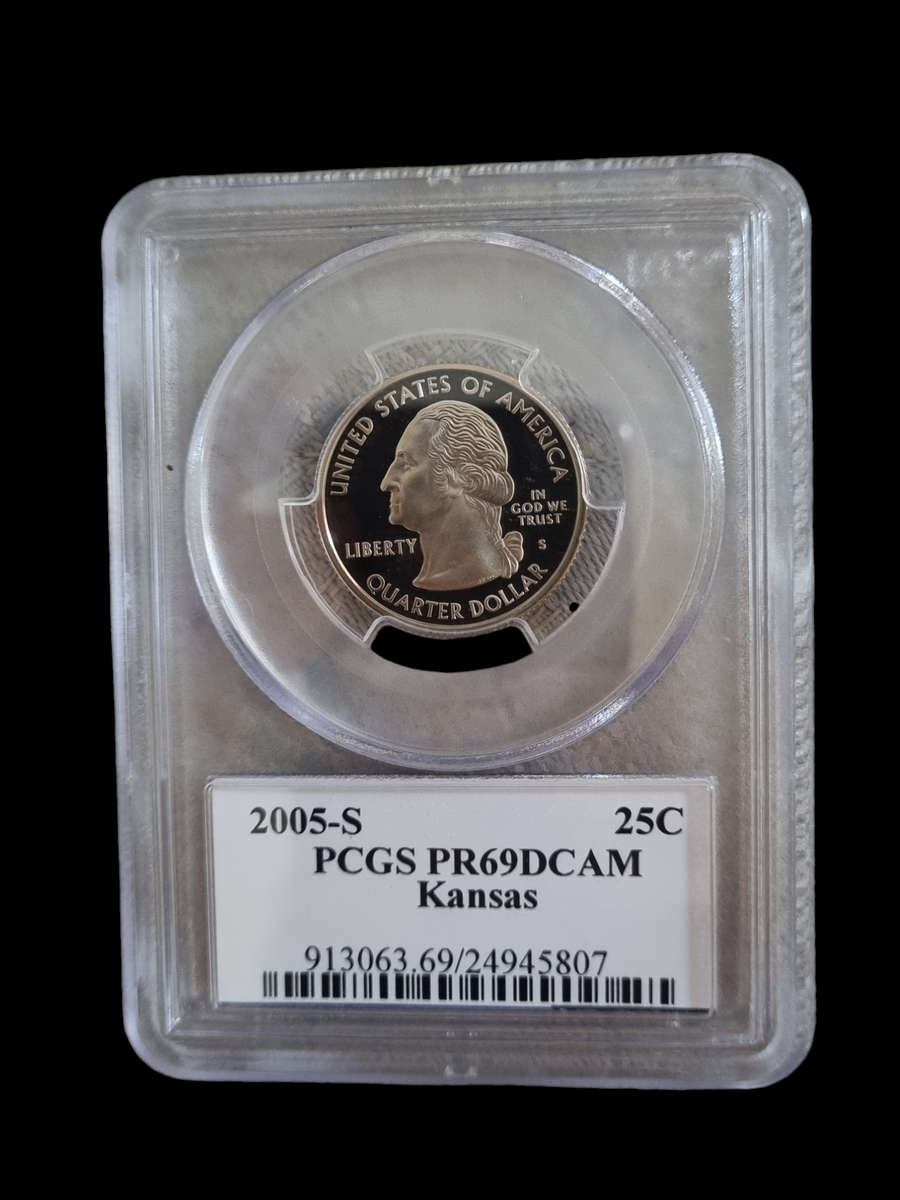 UNITED STATES OF AMERICA
IN
GOD WE
TRUST
LIBERTY
S
QUARTER DOLLAR
2005-S 25C
PCGS PR69DCAM
Kansas
913063.69/24945807